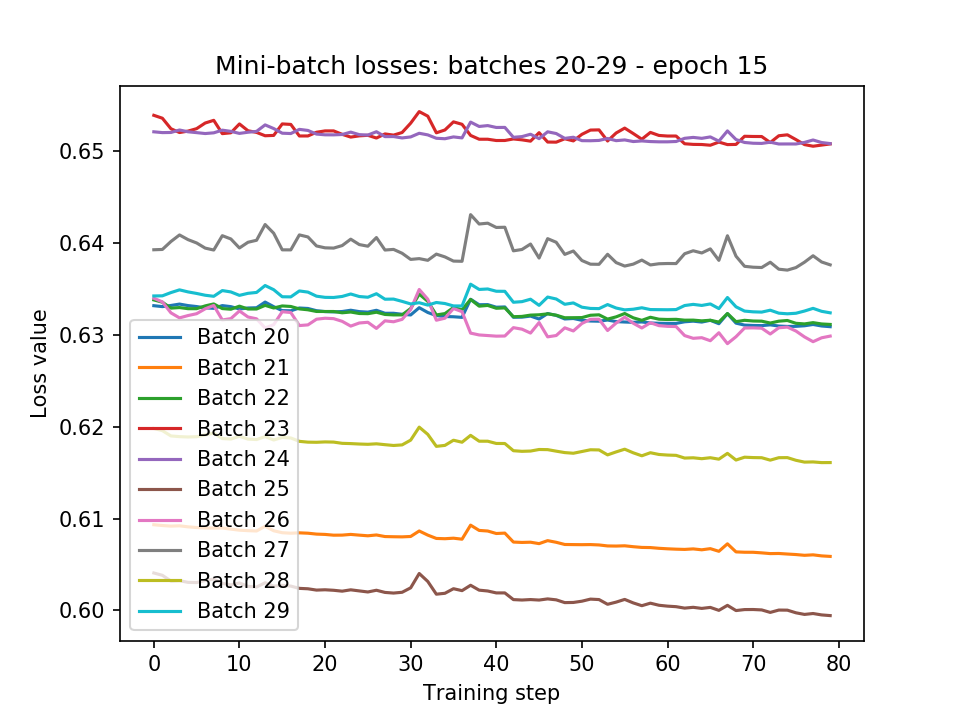 Mini-batch losses: batches 20-29 - epoch 15
Loss value
0.65
0.64
0.63
0.62
0.61
0.60
Batch 20
Batch 21
Batch 22
Batch 23
Batch 24
Batch 25
Batch 26
Batch 27
Batch 28
Batch 29
0 10 20 30 40 50 60 70 80
Training step